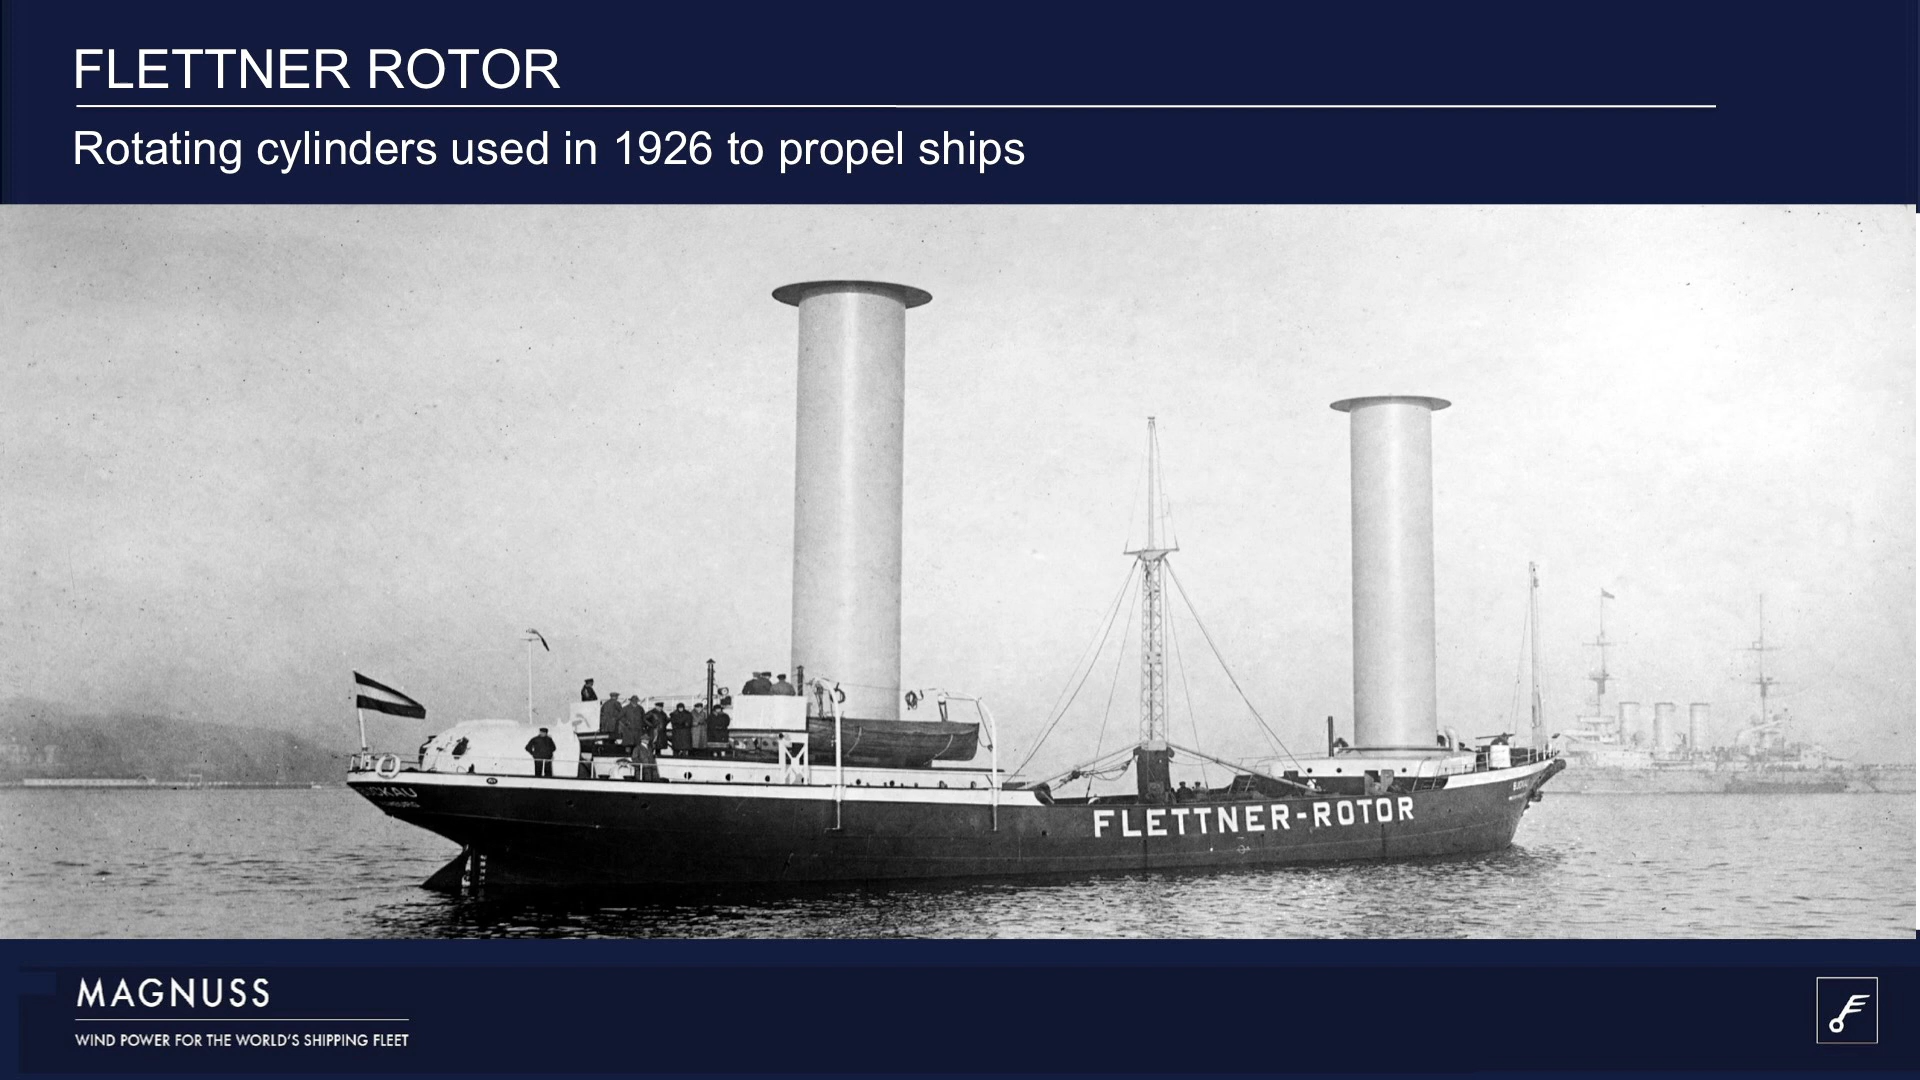 FLETTNER ROTOR
Rotating cylinders used in 1926 to propel ships
FLETTNER-ROTOR
MAGNUSS
WIND POWER FOR THE WORLD'S SHIPPING FLEET